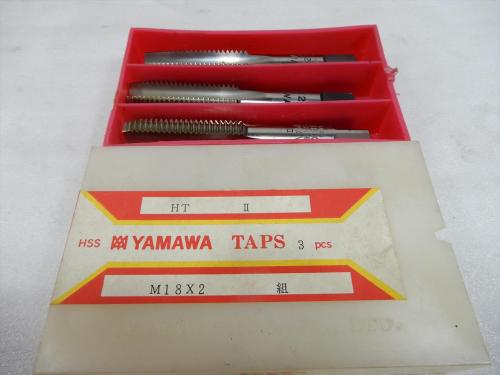 HT II
HSS YAMAWA TAPS 3 pcs
M18X2 組